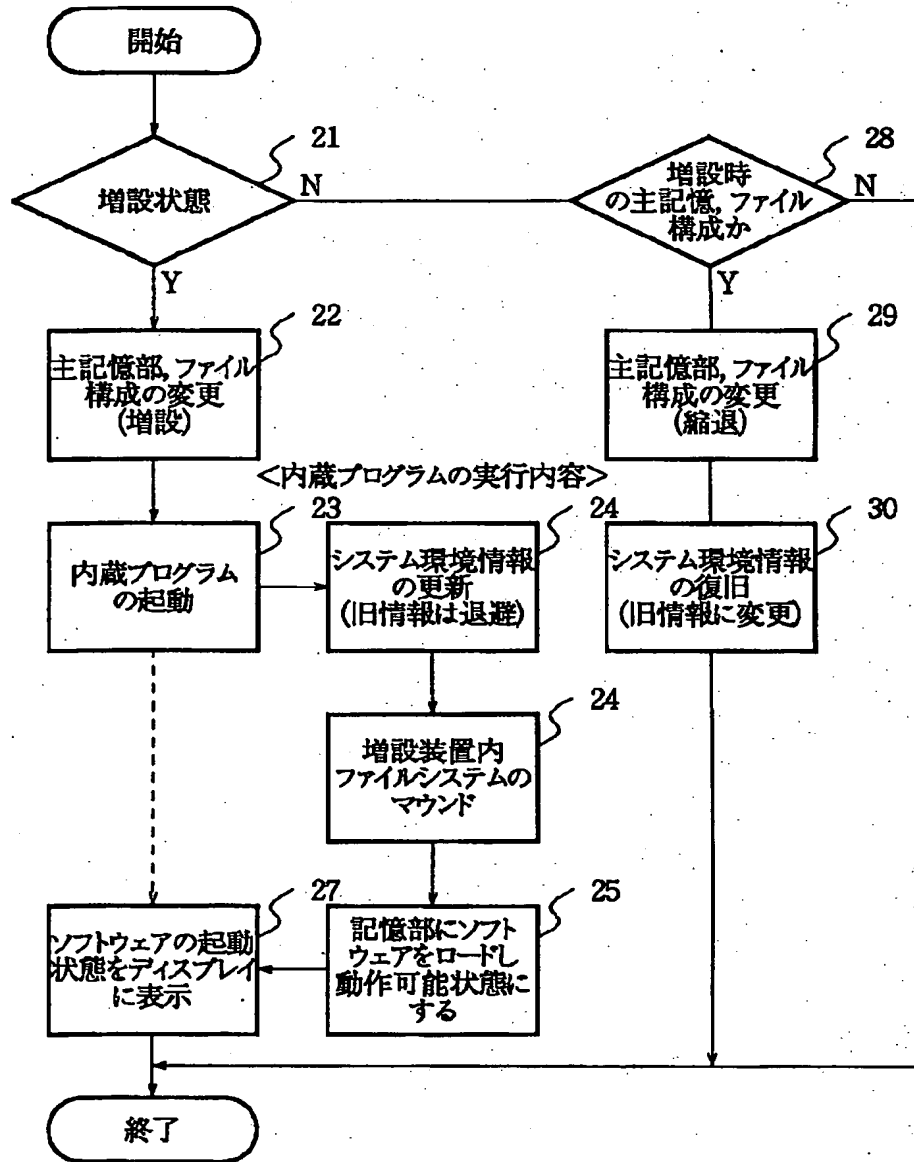 開始
21
増設状態
N
Y
28
増設時
の主記憶,ファイル
構成か
N
Y
22
主記憶部,ファイル
構成の変更
(増設)
29
主記憶部,ファイル
構成の変更
(縮退)
<内蔵プログラムの実行内容>
23
内蔵プログラム
の起動
24
システム環境情報
の更新
(旧情報は退避)
30
システム環境情報
の復旧
(旧情報に変更)
24
増設装置内
ファイルシステムの
マウンド
27
ソフトウェアの起動
状態をディスプレイ
に表示
25
記憶部にソフト
ウェアをロードし
動作可能状態に
する
終了